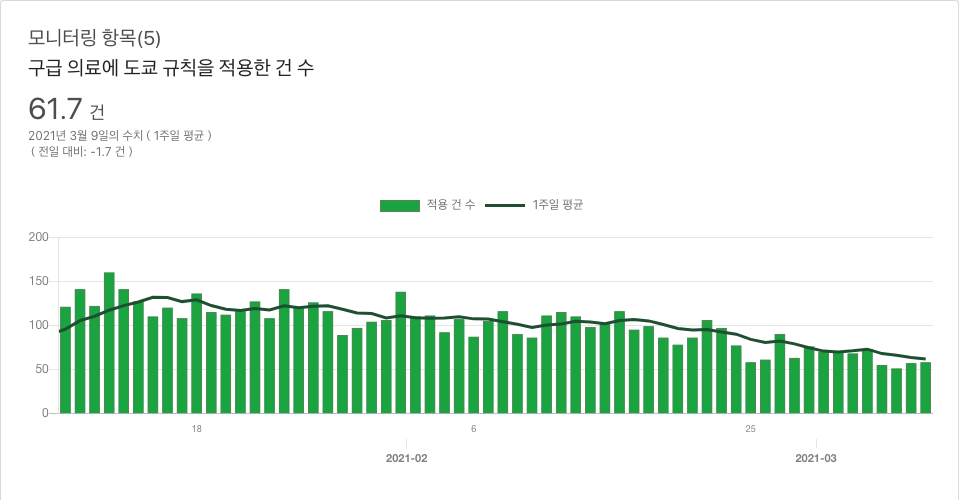 모니터링 항목(5)
구급 의료에 도쿄 규칙을 적용한 건 수
61.7 건
2021년 3월 9일의 수치 ( 1주일 평균 )
( 전일 대비: -1.7 건 )
적용 건 수 1주일 평균
200
150
100
50
0
18 6 25
2021-02 2021-03